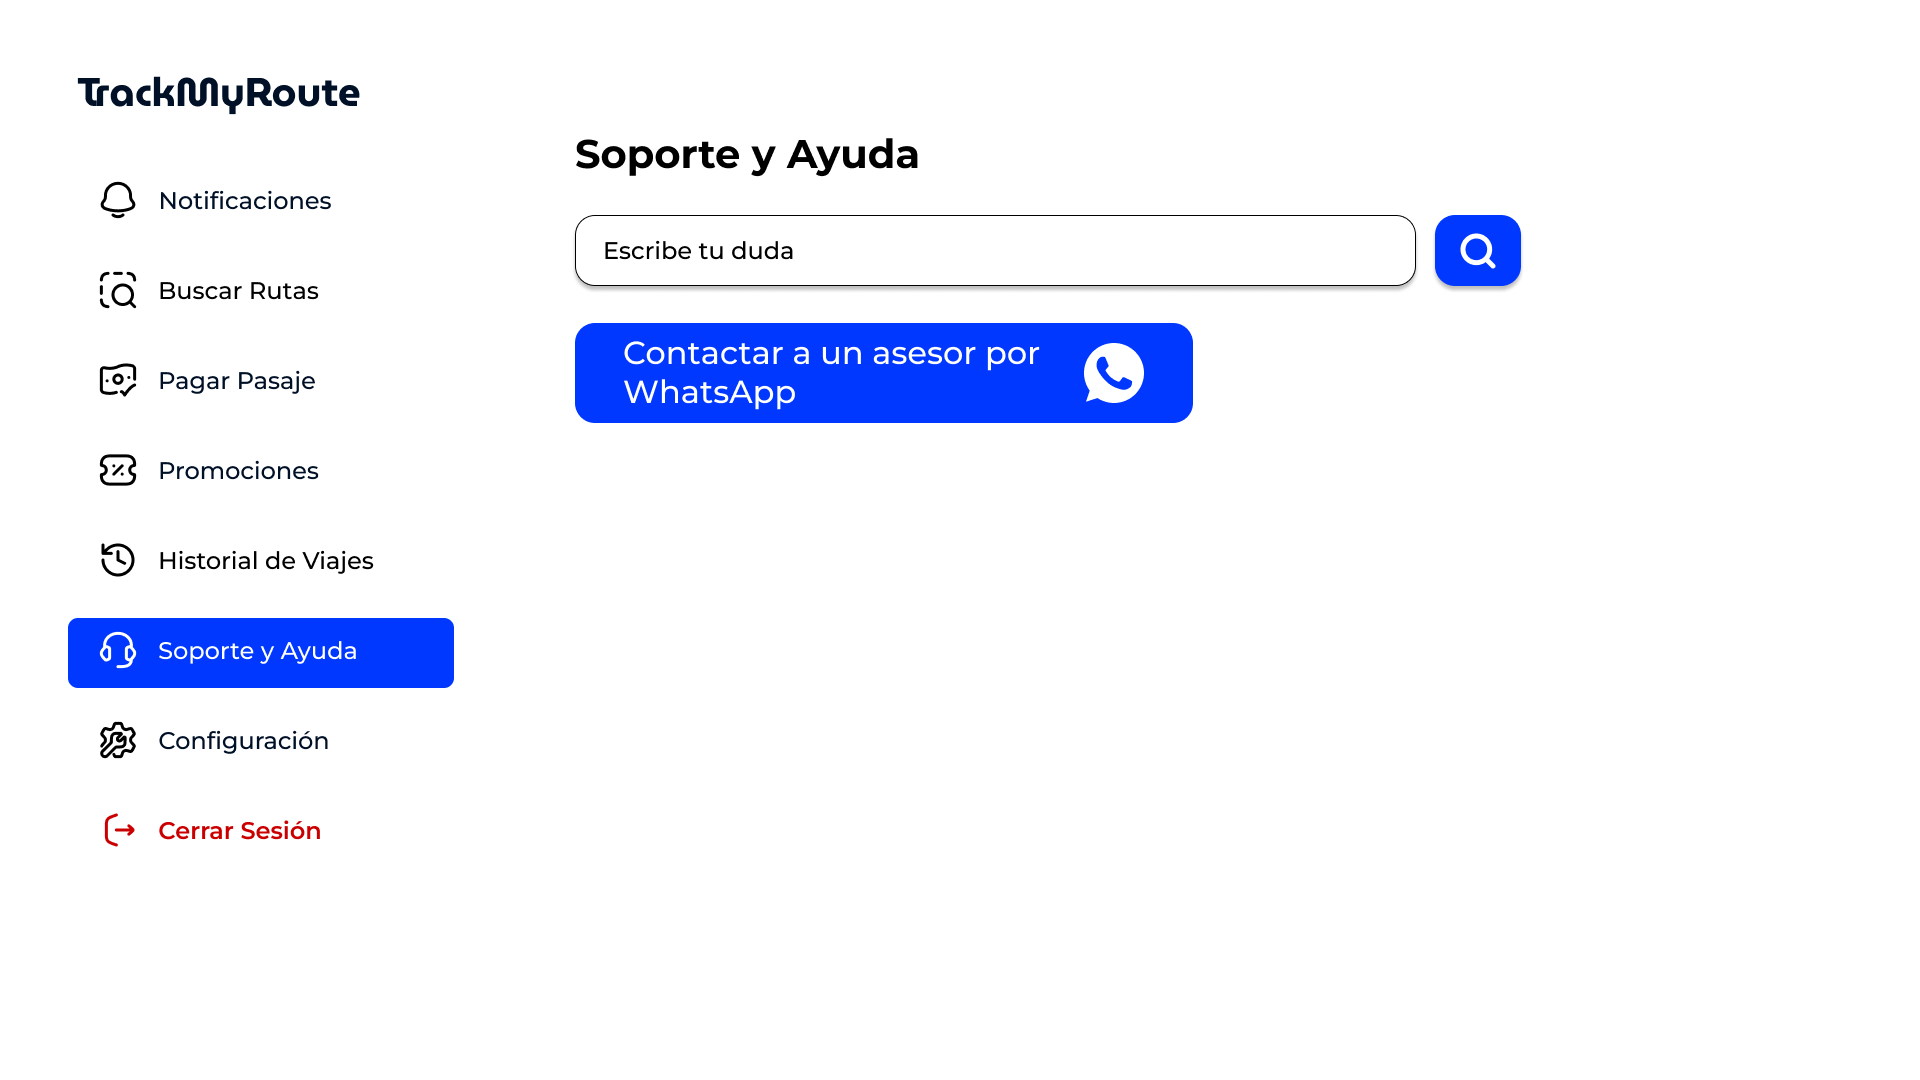 TrackMyRoute
Notificaciones
Buscar Rutas
Pagar Pasaje
Promociones
Historial de Viajes
Soporte y Ayuda
Configuración
Cerrar Sesión
Soporte y Ayuda
Escribe tu duda
Contactar a un asesor por
WhatsApp